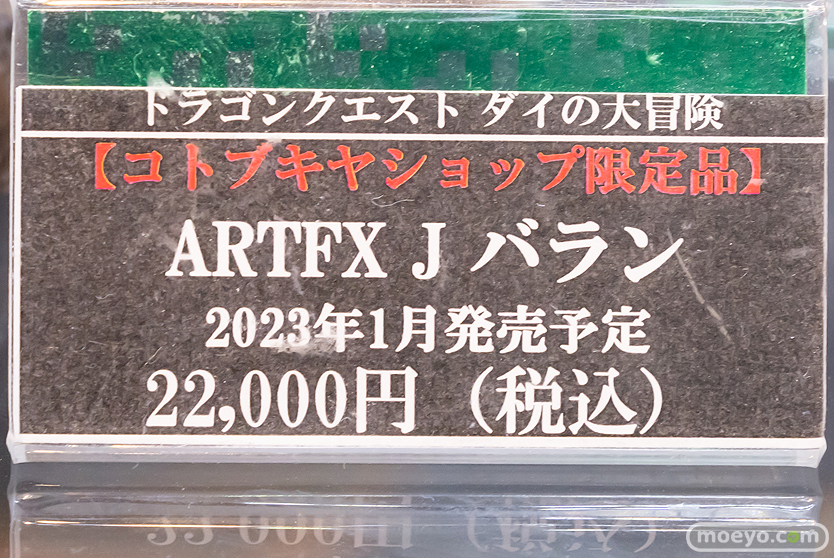 ドラゴンクエスト ダイの大冒険
【コトブキヤショップ限定品】
ARTFX J バラン
2023年1月発売予定
22,000円（税込）
moeyo.com